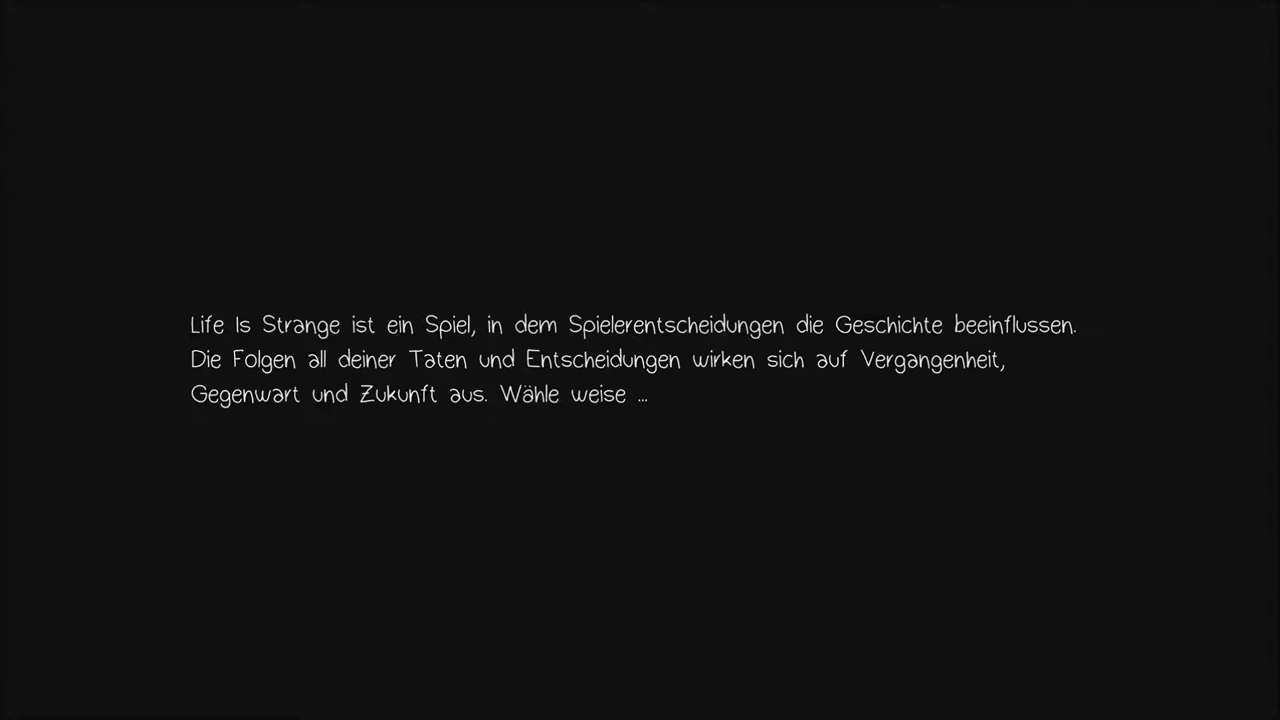 Life Is Strange ist ein Spiel, in dem Spielerentscheidungen die Geschichte beeinflussen.
Die Folgen all deiner Taten und Entscheidungen wirken sich auf Vergangenheit,
Gegenwart und Zukunft aus. Wähle weise ...